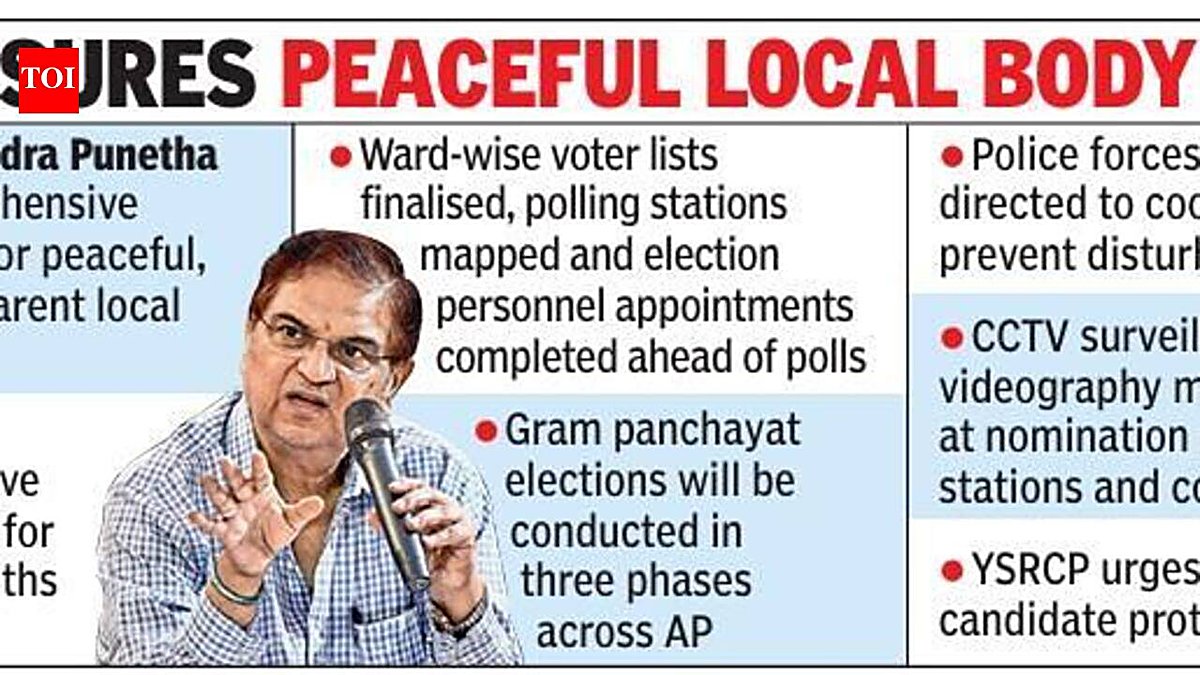 TOI
SURES PEACEFUL LOCAL BODY
dra Punetha
hensive
or peaceful,
arent local
ve
for
ths
• Ward-wise voter lists
finalised, polling stations
mapped and election
personnel appointments
completed ahead of polls
• Gram panchayat
elections will be
conducted in
three phases
across AP
• Police forces
directed to coo
prevent disturb
• CCTV surveil
videography m
at nomination
stations and co
• YSRCP urges
candidate prot